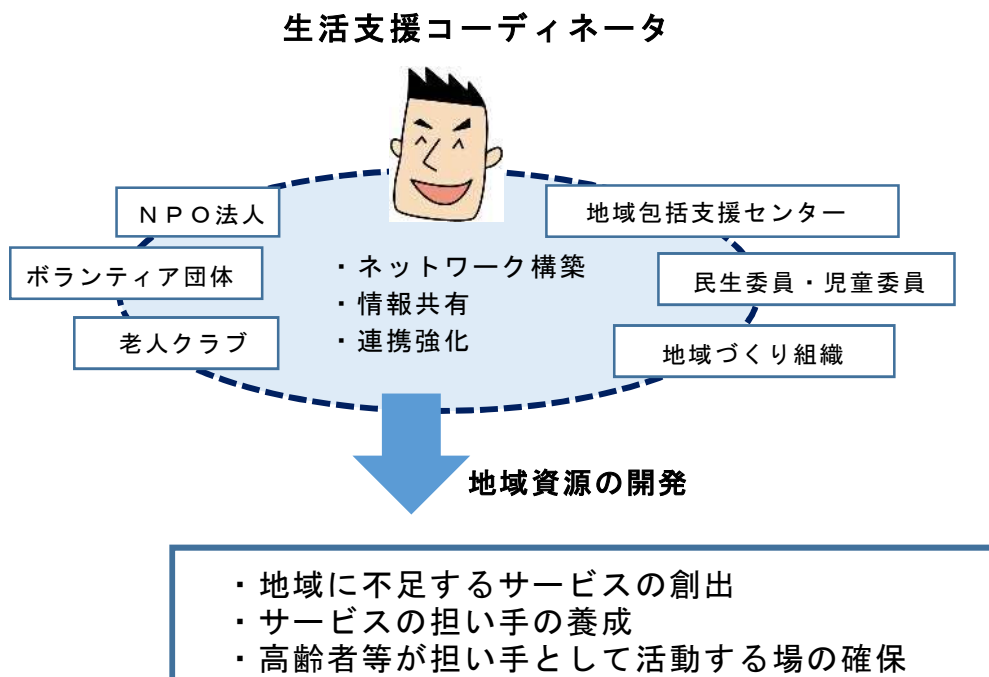 生活支援コーディネータ
ＮＰＯ法人
ボランティア団体
老人クラブ
・ネットワーク構築
・情報共有
・連携強化
地域包括支援センター
民生委員・児童委員
地域づくり組織
地域資源の開発
・地域に不足するサービスの創出
・サービスの担い手の養成
・高齢者等が担い手として活動する場の確保